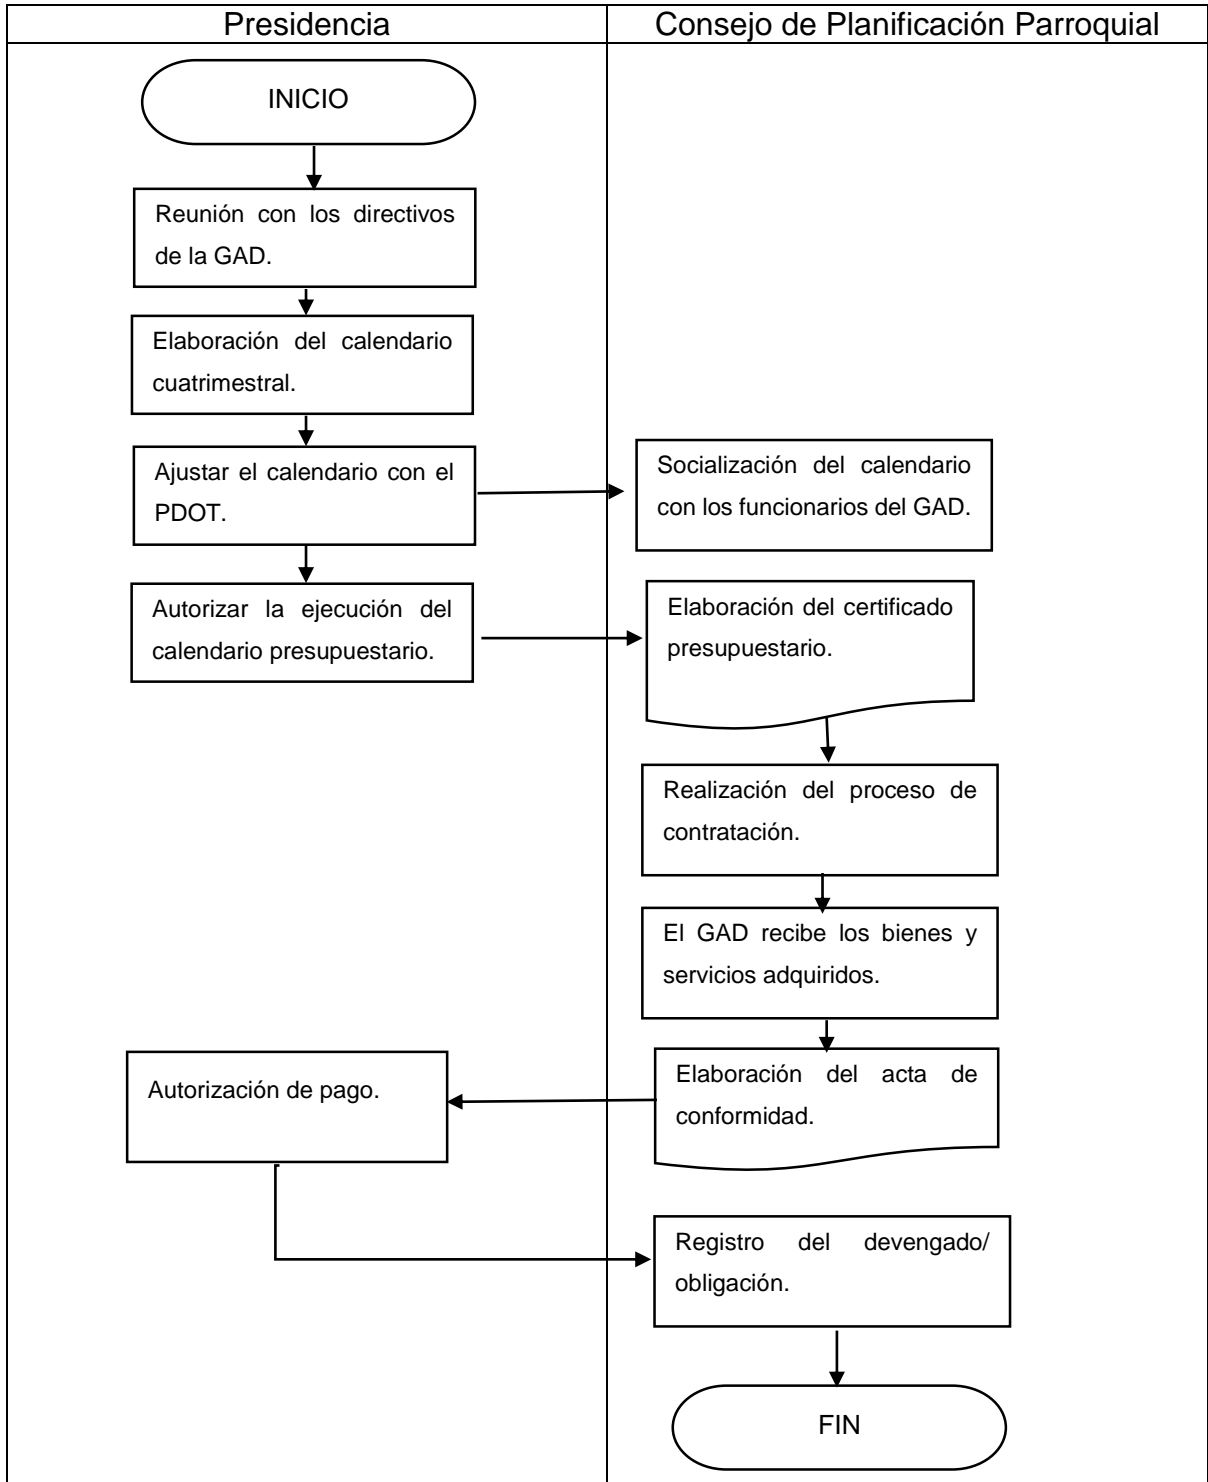 Presidencia
Consejo de Planificación Parroquial
INICIO
Reunión con los directivos
de la GAD.
Elaboración del calendario
cuatrimestral.
Ajustar el calendario con el
PDOT.
Socialización del calendario
con los funcionarios del GAD.
Autorizar la ejecución del
calendario presupuestario.
Elaboración del certificado
presupuestario.
Realización del proceso de
contratación.
El GAD recibe los bienes y
servicios adquiridos.
Elaboración del acta de
conformidad.
Autorización de pago.
Registro del devengado/
obligación.
FIN